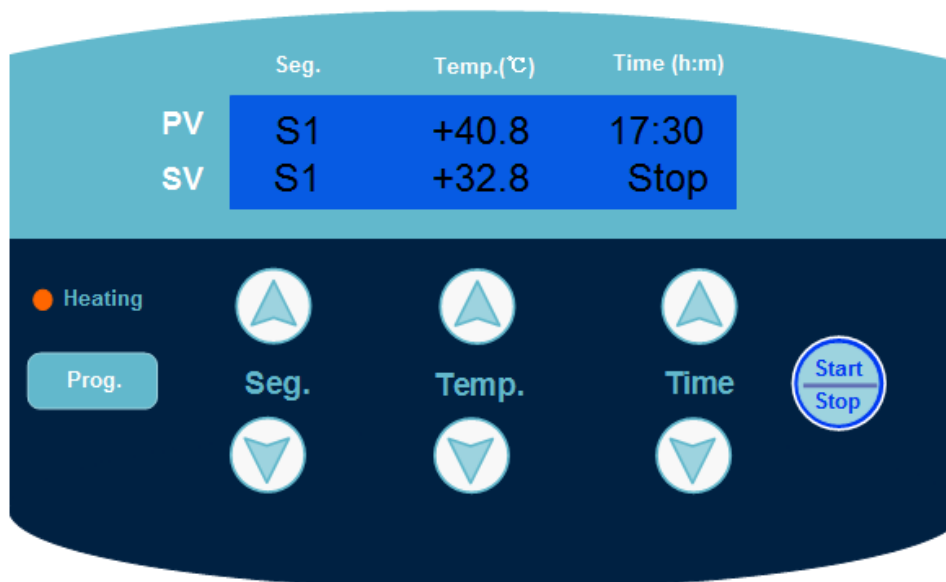 Seg. Temp.(℃) Time (h:m)
PV S1 +40.8 17:30
SV S1 +32.8 Stop
Heating
Prog. Seg. Temp. Time Start
Stop